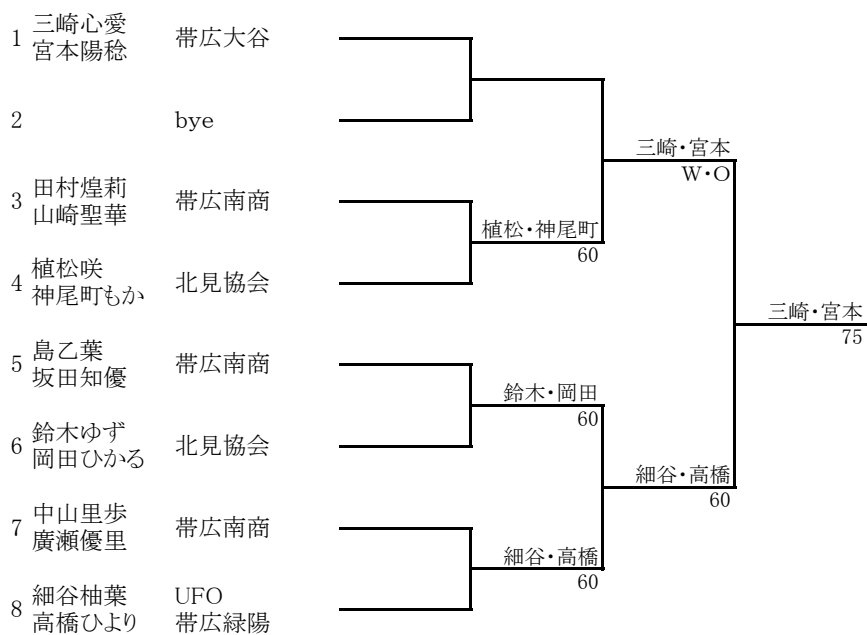 1 三崎心愛 帯広大谷
宮本陽稔
2 bye
三崎・宮本
W・O
3 田村煌莉 帯広南商
山崎聖華
植松・神尾町
60
4 植松咲 北見協会
神尾町もか
三崎・宮本
75
5 島乙葉 帯広南商
坂田知優
鈴木・岡田
60
6 鈴木ゆず 北見協会
岡田ひかる
細谷・高橋
60
7 中山里歩 帯広南商
廣瀬優里
細谷・高橋
60
8 細谷柚葉 UFO
高橋ひより 帯広緑陽